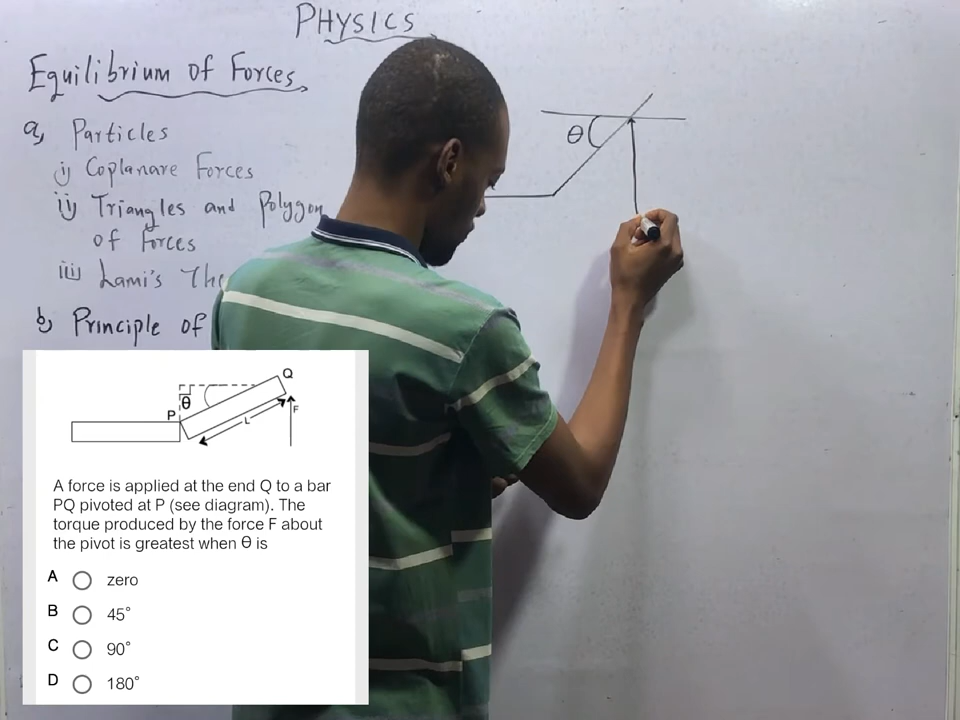 PHYSICS
Equilibrium of Forces
a, Particles
i) Coplanare Forces
ii) Triangles and Polygon
of Forces
iii) Lami's The
b, Principle of
θ
Q
θ
P
F
L
A force is applied at the end Q to a bar
PQ pivoted at P (see diagram). The
torque produced by the force F about
the pivot is greatest when θ is
A zero
B 45°
C 90°
D 180°